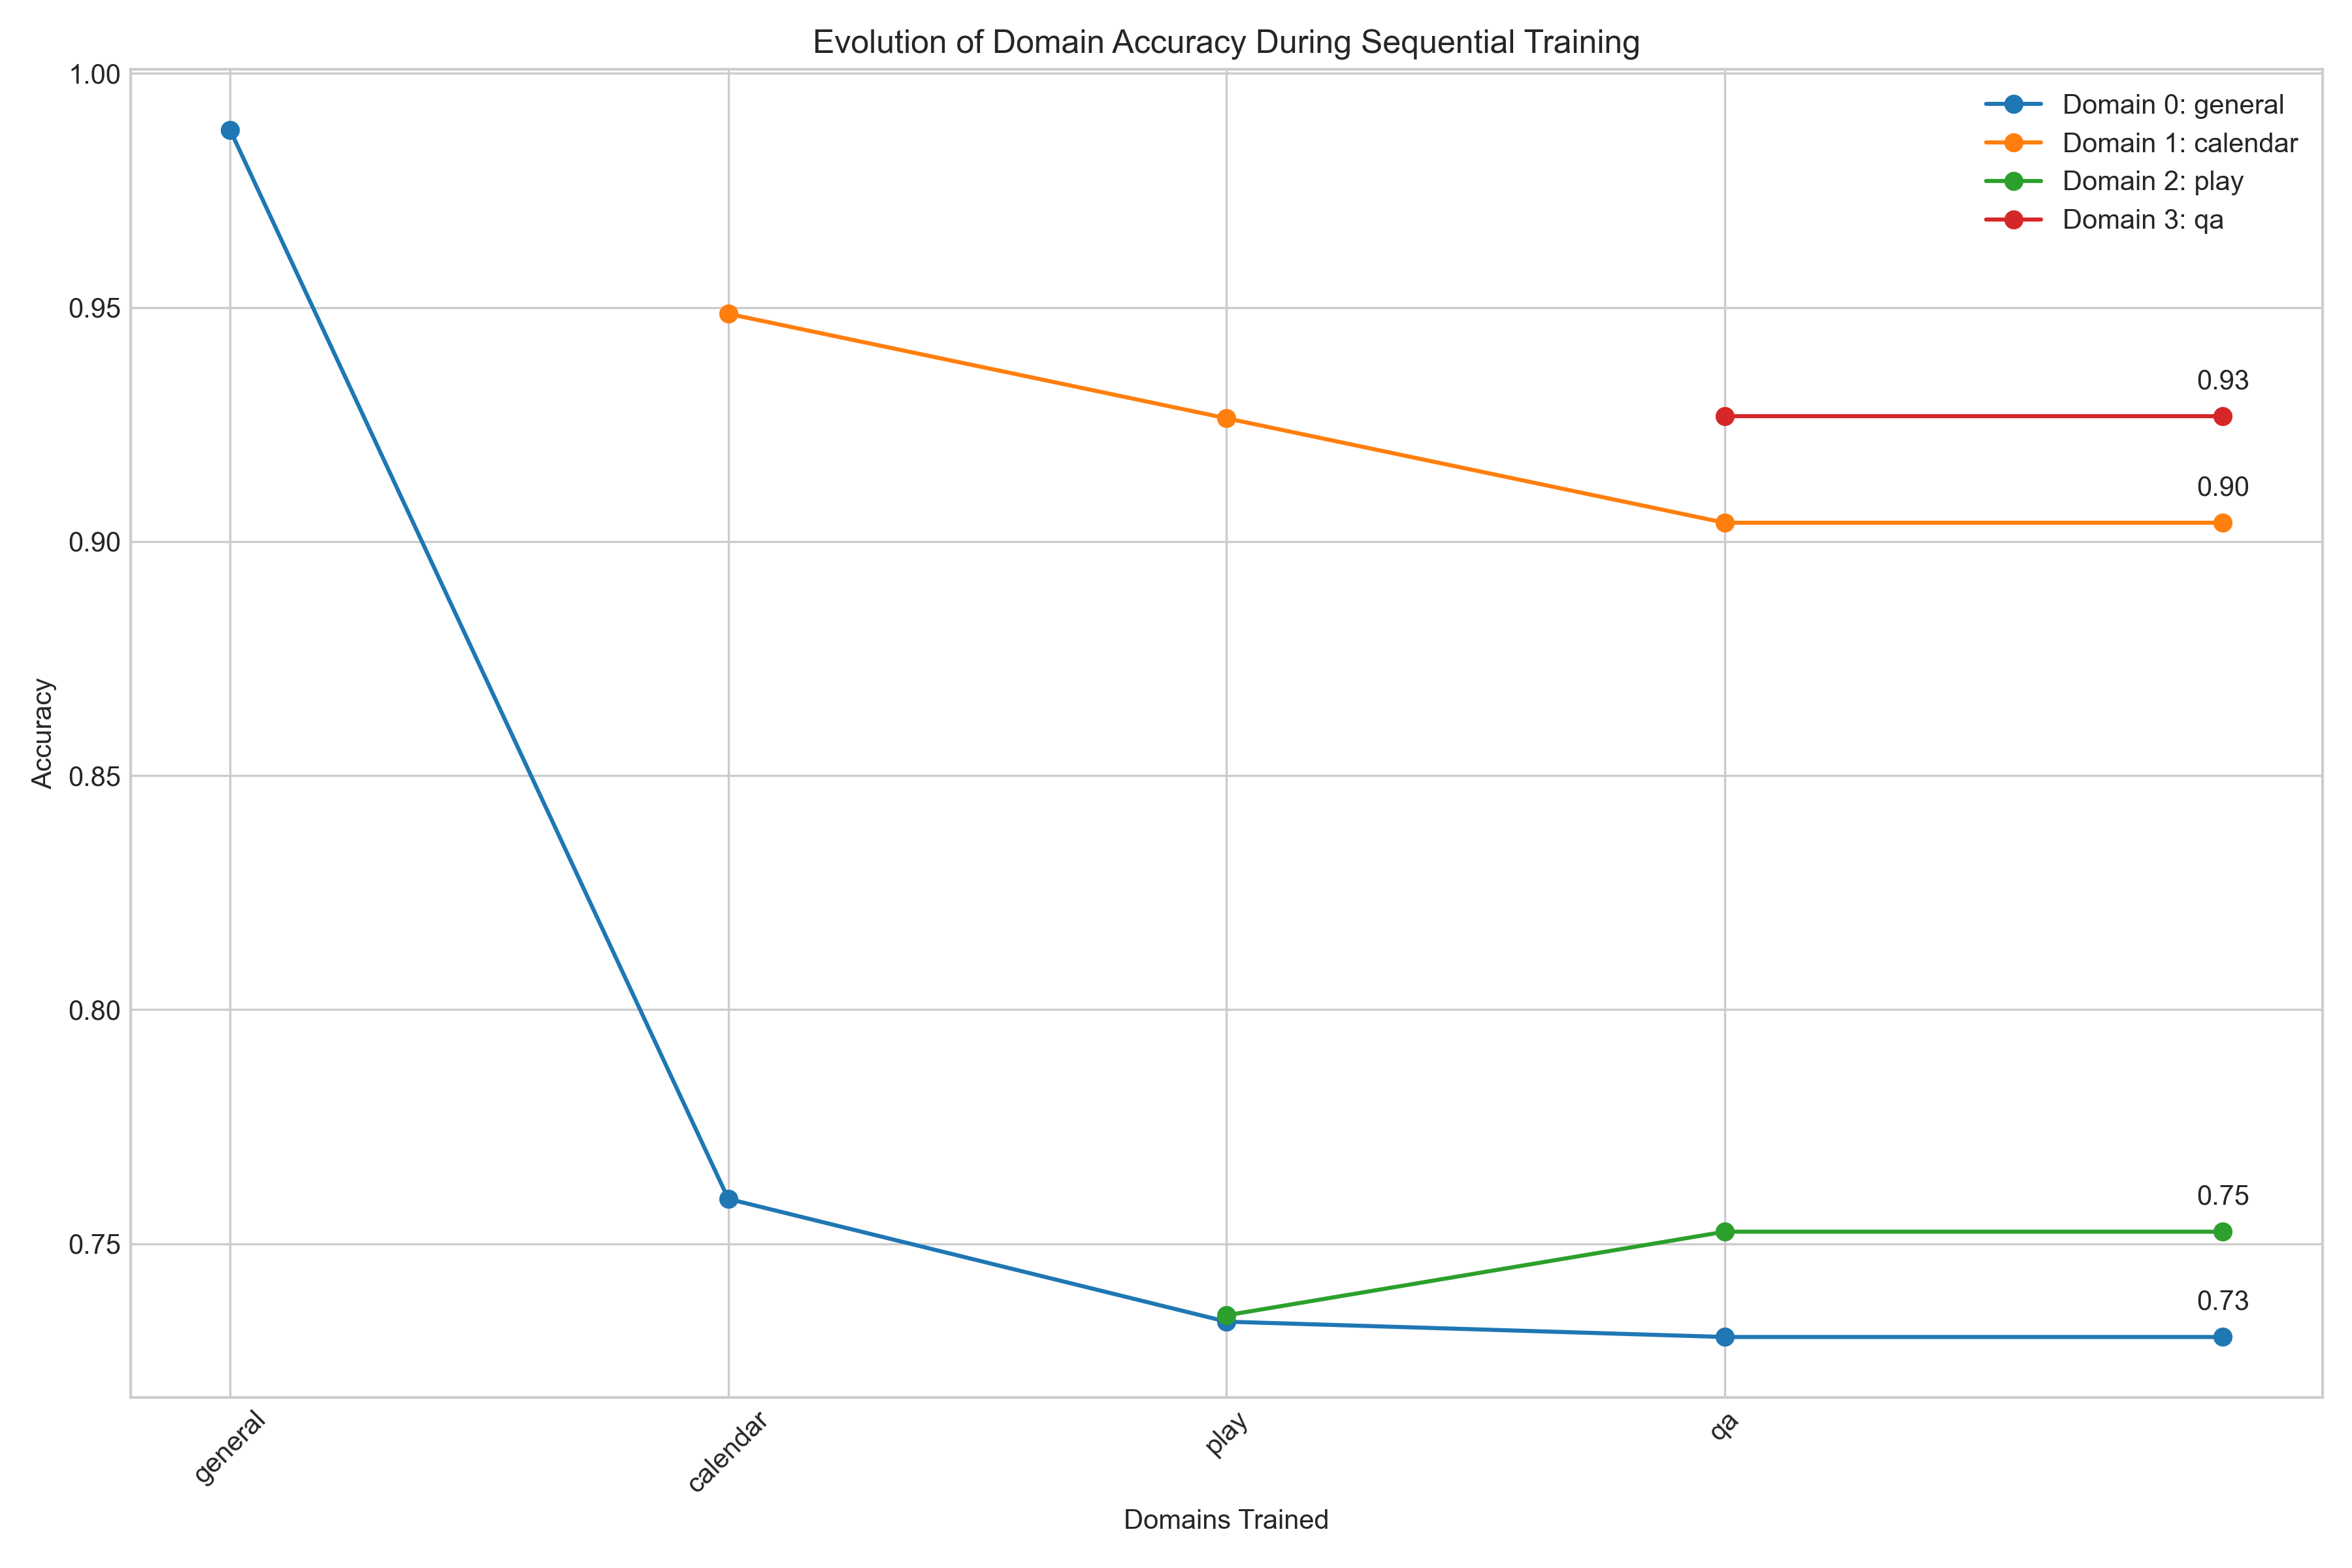 Evolution of Domain Accuracy During Sequential Training
Domain 0: general
Domain 1: calendar
Domain 2: play
Domain 3: qa
Accuracy
1.00
0.95
0.90
0.85
0.80
0.75
0.93
0.90
0.75
0.73
general
calendar
play
qa
Domains Trained